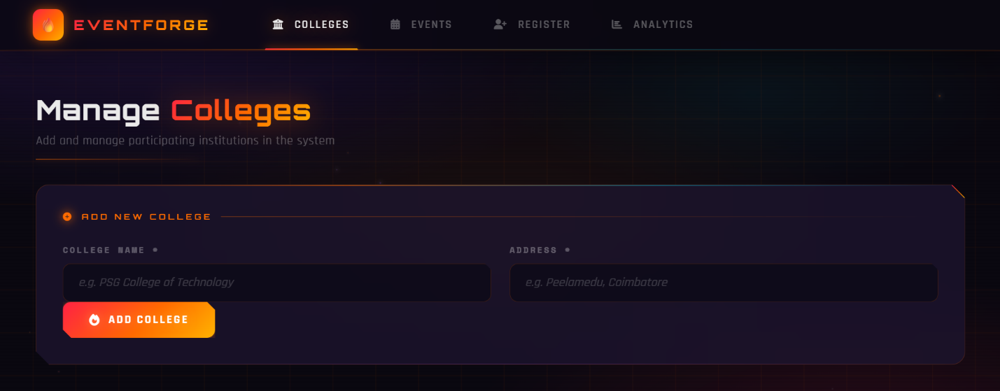 EVENTFORGE COLLEGES EVENTS REGISTER ANALYTICS
Manage Colleges
Add and manage participating institutions in the system
ADD NEW COLLEGE
COLLEGE NAME • ADDRESS •
e.g. PSG College of Technology e.g. Peelamedu, Coimbatore
ADD COLLEGE